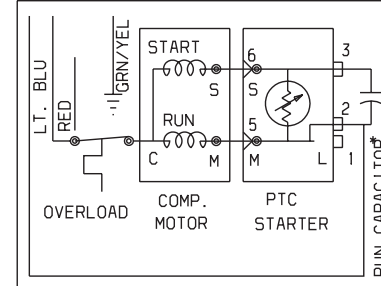 LT. BLU
RED
GRN/YEL
START
S
RUN
C
M
6
S
5
M
3
2
L
1
OVERLOAD
COMP.
MOTOR
PTC
STARTER
*
RUN CAPACITOR